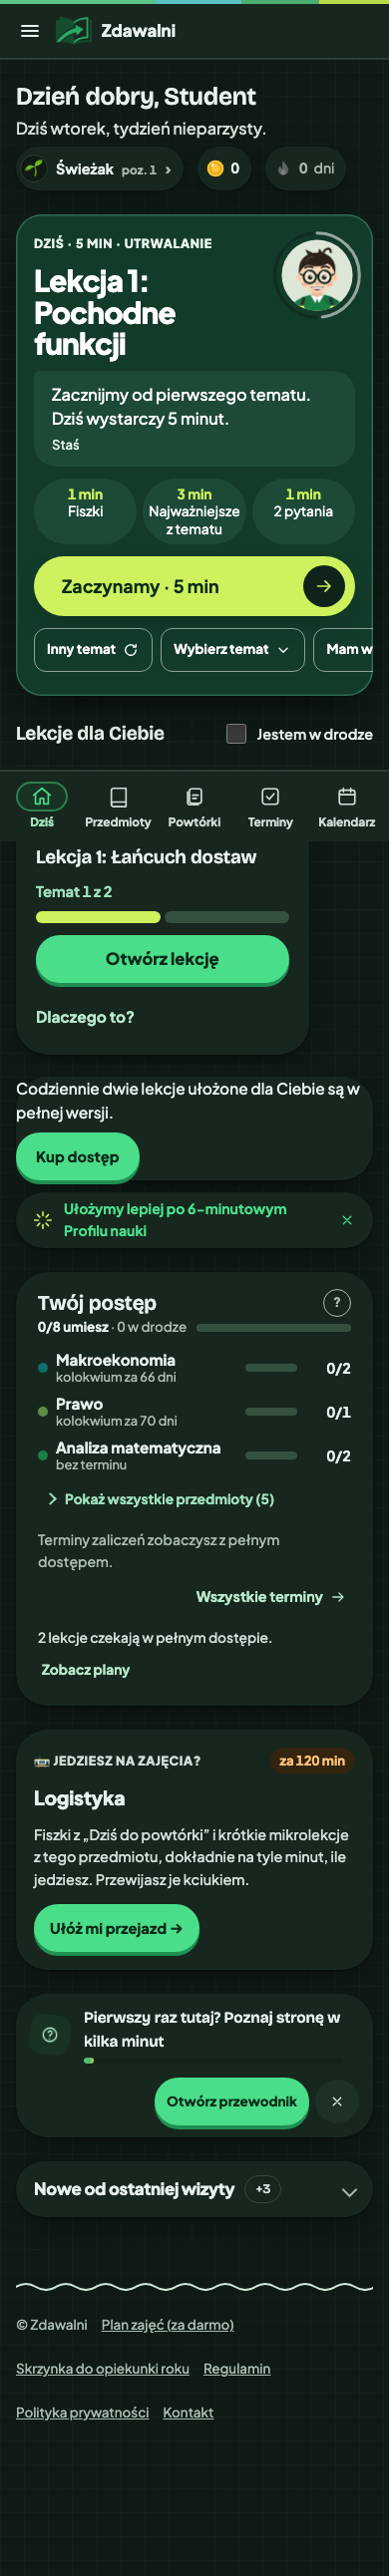 Zdawalni
Dzień dobry, Student
Dziś wtorek, tydzień nieparzysty.
Świeżak poz. 1 › 0 0 dni
DZIŚ · 5 MIN · UTRWALANIE
Lekcja 1:
Pochodne
funkcji
Zacznijmy od pierwszego tematu.
Dziś wystarczy 5 minut.
Staś
1 min 3 min 1 min
Fiszki Najważniejsze 2 pytania
z tematu
Zaczynamy · 5 min →
Inny temat Wybierz temat Mam w
Lekcje dla Ciebie Jestem w drodze
Dziś Przedmioty Powtórki Terminy Kalendarz
Lekcja 1: Łańcuch dostaw
Temat 1 z 2
Otwórz lekcję
Dlaczego to?
Codziennie dwie lekcje ułożone dla Ciebie są w
pełnej wersji.
Kup dostęp
Ułożymy lepiej po 6-minutowym
Profilu nauki ×
Twój postęp ?
0/8 umiesz · 0 w drodze
Makroekonomia 0/2
kolokwium za 66 dni
Prawo 0/1
kolokwium za 70 dni
Analiza matematyczna 0/2
bez terminu
Pokaż wszystkie przedmioty (5)
Terminy zaliczeń zobaczysz z pełnym
dostępem.
Wszystkie terminy →
2 lekcje czekają w pełnym dostępie.
Zobacz plany
JEDZIESZ NA ZAJĘCIA? za 120 min
Logistyka
Fiszki z „Dziś do powtórki” i krótkie mikrolekcje
z tego przedmiotu, dokładnie na tyle minut, ile
jedziesz. Przewijasz je kciukiem.
Ułóż mi przejazd →
Pierwszy raz tutaj? Poznaj stronę w
kilka minut
Otwórz przewodnik ×
Nowe od ostatniej wizyty +3
© Zdawalni Plan zajęć (za darmo)
Skrzynka do opiekunki roku Regulamin
Polityka prywatności Kontakt